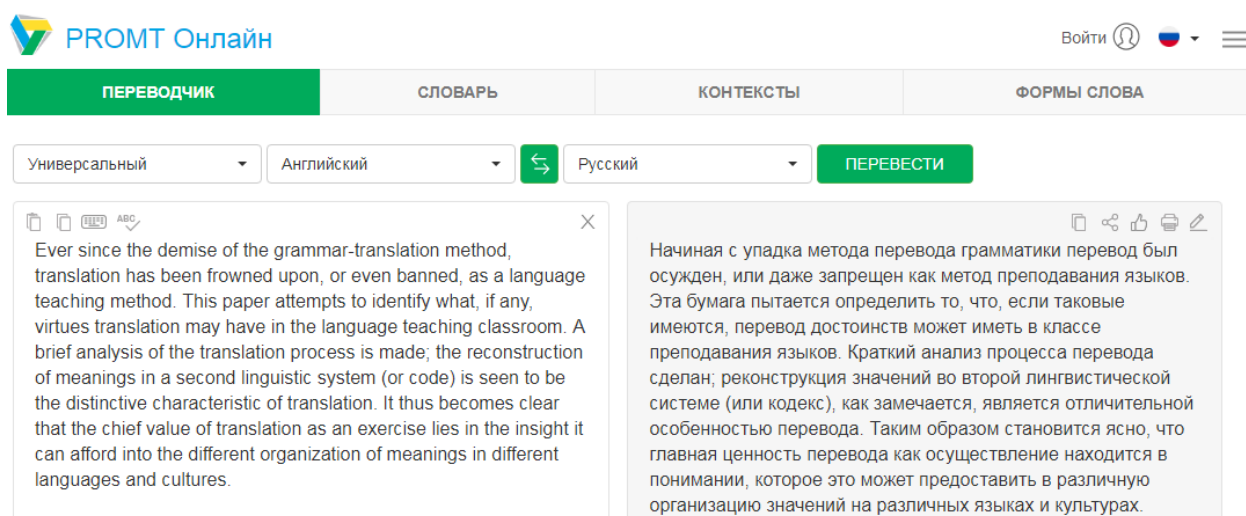 PROMT Онлайн
Войти
ПЕРЕВОДЧИК
СЛОВАРЬ
КОНТЕКСТЫ
ФОРМЫ СЛОВА
Универсальный
Английский
Русский
ПЕРЕВЕСТИ
ABC
Ever since the demise of the grammar-translation method,
translation has been frowned upon, or even banned, as a language
teaching method. This paper attempts to identify what, if any,
virtues translation may have in the language teaching classroom. A
brief analysis of the translation process is made; the reconstruction
of meanings in a second linguistic system (or code) is seen to be
the distinctive characteristic of translation. It thus becomes clear
that the chief value of translation as an exercise lies in the insight it
can afford into the different organization of meanings in different
languages and cultures.
Начиная с упадка метода перевода грамматики перевод был
осужден, или даже запрещен как метод преподавания языков.
Эта бумага пытается определить то, что, если таковые
имеются, перевод достоинств может иметь в классе
преподавания языков. Краткий анализ процесса перевода
сделан; реконструкция значений во второй лингвистической
системе (или кодекс), как замечается, является отличительной
особенностью перевода. Таким образом становится ясно, что
главная ценность перевода как осуществление находится в
понимании, которое это может предоставить в различную
организацию значений на различных языках и культурах.